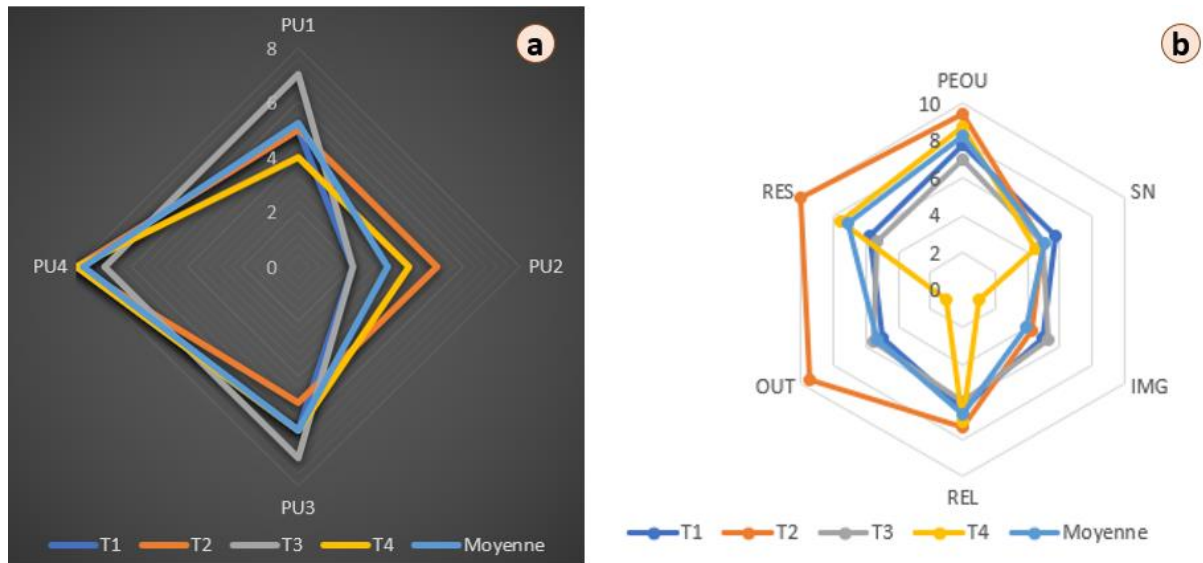 a
PU1
8
6
4
2
0
PU4
PU2
PU3
T1 T2 T3 T4 Moyenne
b
PEOU
10
8
6
4
2
0
RES
SN
OUT
IMG
REL
T1 T2 T3 T4 Moyenne